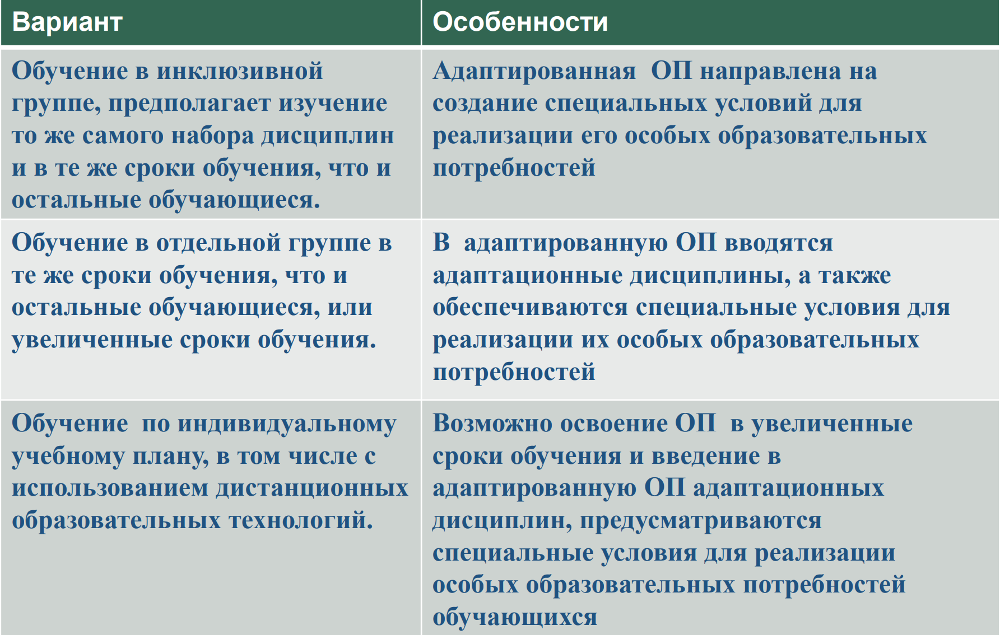 Вариант
Особенности
Обучение в инклюзивной
группе, предполагает изучение
то же самого набора дисциплин
и в те же сроки обучения, что и
остальные обучающиеся.
Адаптированная ОП направлена на
создание специальных условий для
реализации его особых образовательных
потребностей
Обучение в отдельной группе в
те же сроки обучения, что и
остальные обучающиеся, или
увеличенные сроки обучения.
В адаптированную ОП вводятся
адаптационные дисциплины, а также
обеспечиваются специальные условия для
реализации их особых образовательных
потребностей
Обучение по индивидуальному
учебному плану, в том числе с
использованием дистанционных
образовательных технологий.
Возможно освоение ОП в увеличенные
сроки обучения и введение в
адаптированную ОП адаптационных
дисциплин, предусматриваются
специальные условия для реализации
особых образовательных потребностей
обучающихся